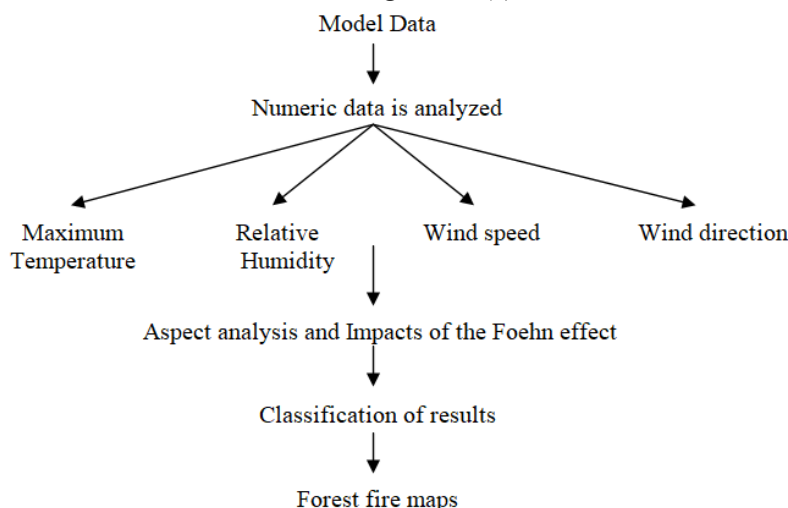 Model Data
Numeric data is analyzed
Maximum Temperature
Relative Humidity
Wind speed
Wind direction
Aspect analysis and Impacts of the Foehn effect
Classification of results
Forest fire maps